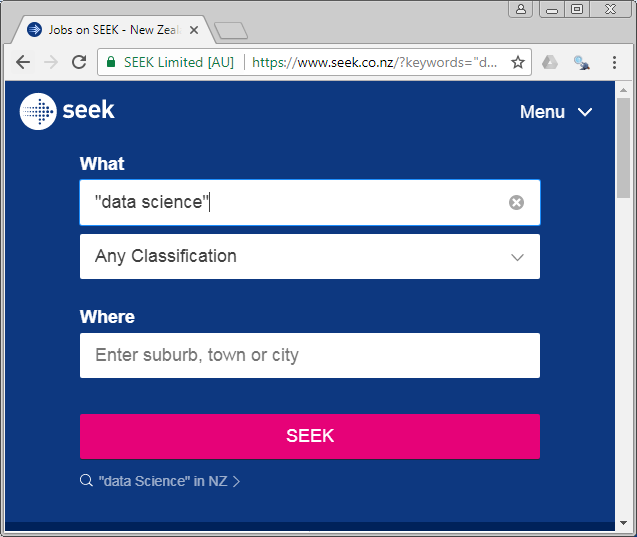 Jobs on SEEK - New Zeal
SEEK Limited [AU] https://www.seek.co.nz/?keywords="d...
seek
Menu
What
"data science"
Any Classification
Where
Enter suburb, town or city
SEEK
"data Science" in NZ